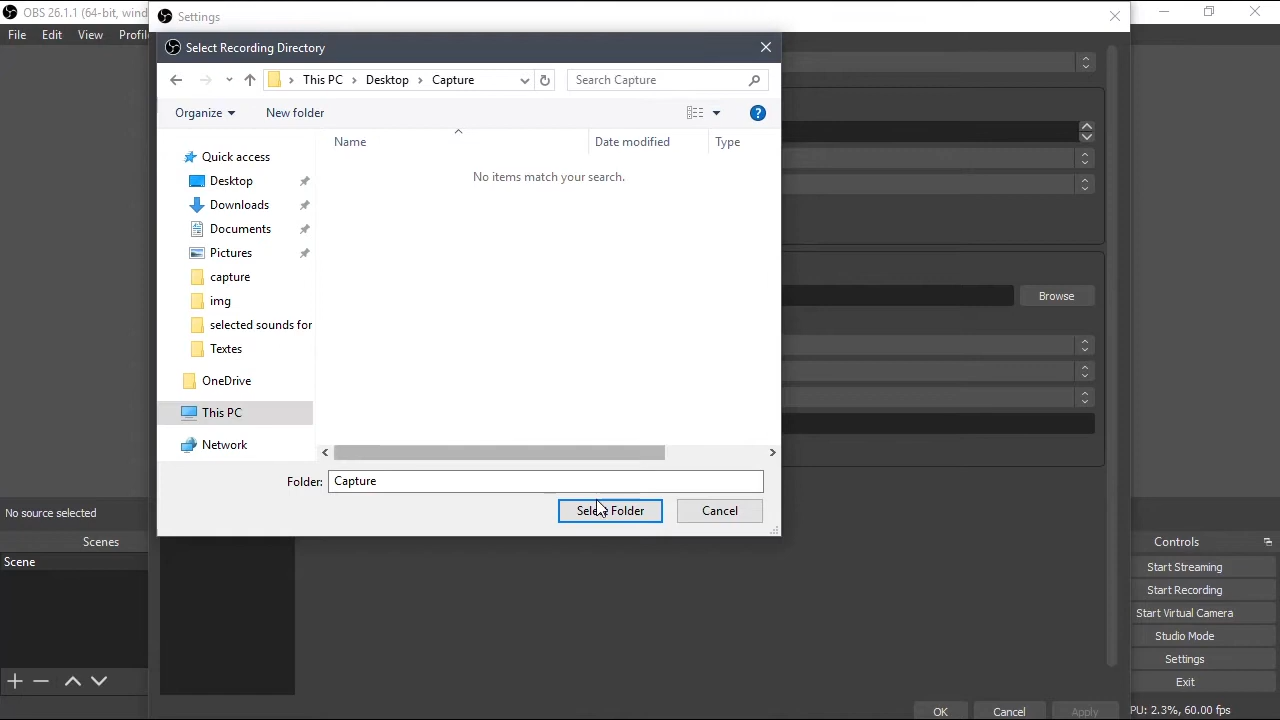 OBS 26.1.1 (64-bit, wind
Settings
File Edit View Profil
Select Recording Directory
This PC > Desktop > Capture
Search Capture
Organize
New folder
Name
Date modified
Type
No items match your search.
Quick access
Desktop
Downloads
Documents
Pictures
capture
img
selected sounds for
Textes
OneDrive
This PC
Network
Browse
Folder: Capture
Select Folder
Cancel
No source selected
Scenes
Scene
Controls
Start Streaming
Start Recording
Start Virtual Camera
Studio Mode
Settings
Exit
OK
Cancel
Apply
PU: 2.3%, 60.00 fps